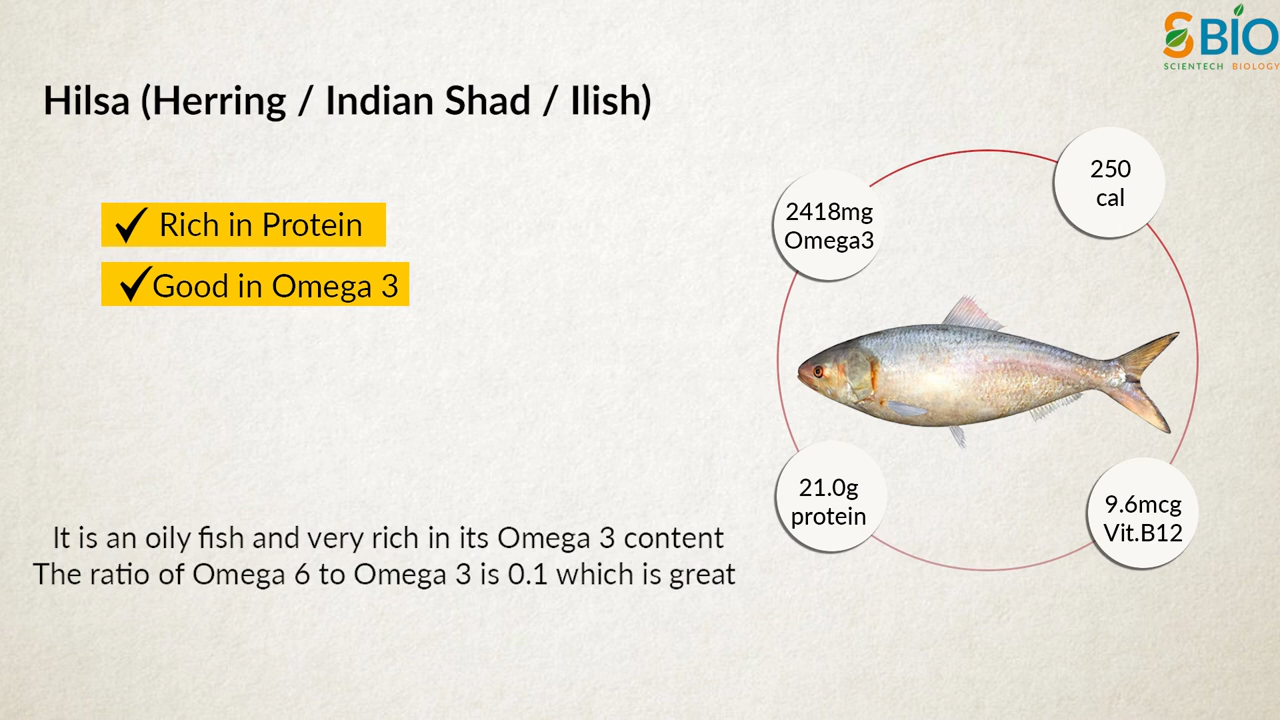 SBIO
SCIENTECH BIOLOGY
Hilsa (Herring / Indian Shad / Ilish)
Rich in Protein
Good in Omega 3
2418mg
Omega3
250
cal
21.0g
protein
9.6mcg
Vit.B12
It is an oily fish and very rich in its Omega 3 content
The ratio of Omega 6 to Omega 3 is 0.1 which is great